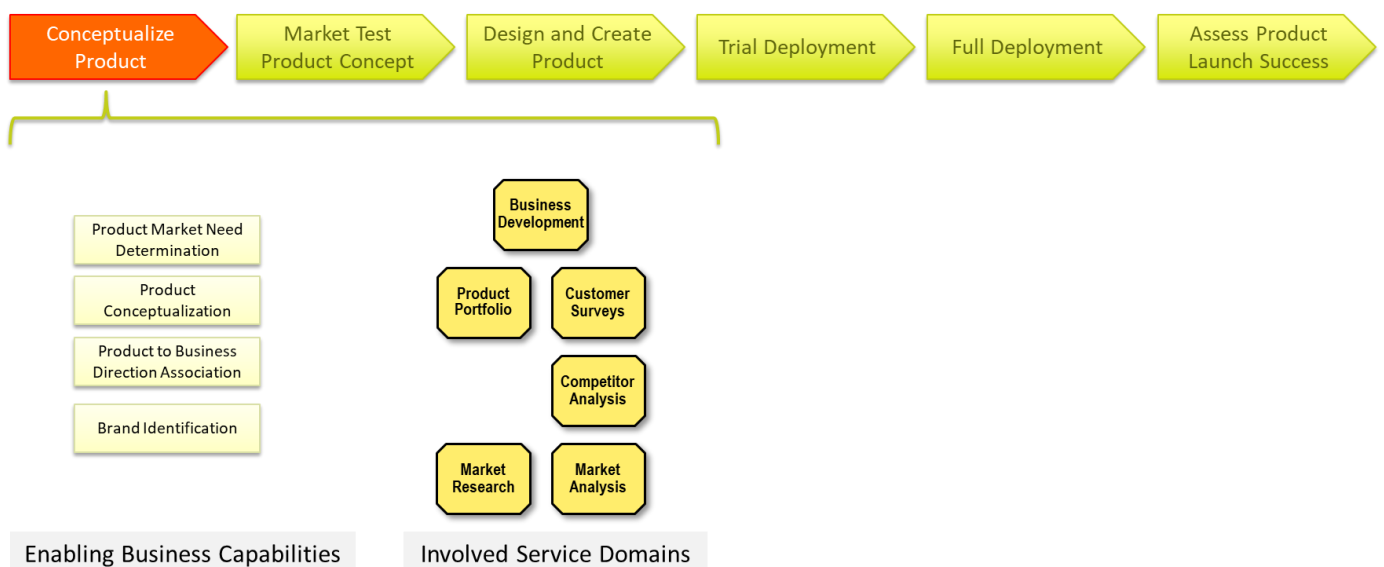 Conceptualize
Product
Market Test
Product Concept
Design and Create
Product
Trial Deployment
Full Deployment
Assess Product
Launch Success
Product Market Need
Determination
Product
Conceptualization
Product to Business
Direction Association
Brand Identification
Business
Development
Product
Portfolio
Customer
Surveys
Competitor
Analysis
Market
Research
Market
Analysis
Enabling Business Capabilities
Involved Service Domains